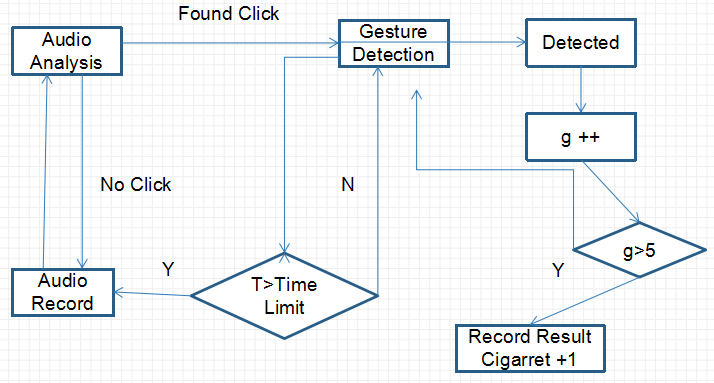 Found Click
Audio
Analysis
Gesture
Detection
Detected
g ++
No Click
N
g>5
Y
Y
Audio
Record
T>Time
Limit
Record Result
Cigarret +1